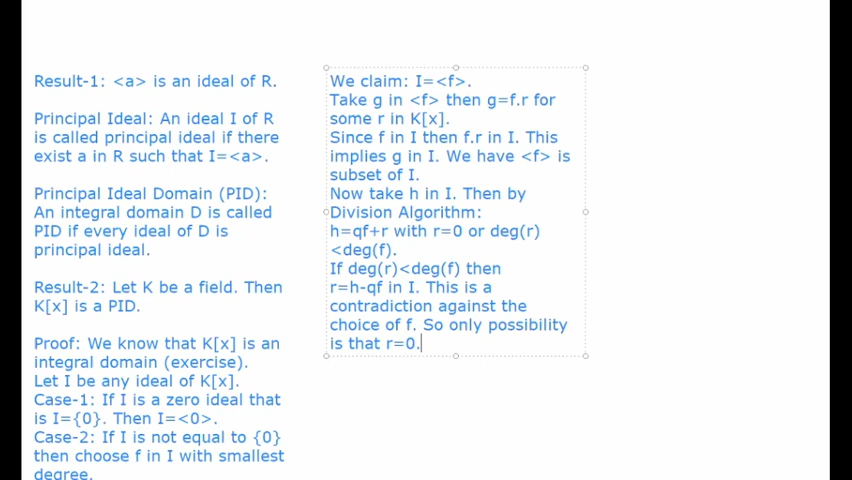 Result-1: <a> is an ideal of R.
Principal Ideal: An ideal I of R
is called principal ideal if there
exist a in R such that I=<a>.
Principal Ideal Domain (PID):
An integral domain D is called
PID if every ideal of D is
principal ideal.
Result-2: Let K be a field. Then
K[x] is a PID.
Proof: We know that K[x] is an
integral domain (exercise).
Let I be any ideal of K[x].
Case-1: If I is a zero ideal that
is I={0}. Then I=<0>.
Case-2: If I is not equal to {0}
then choose f in I with smallest
degree.
We claim: I=<f>.
Take g in <f> then g=f.r for
some r in K[x].
Since f in I then f.r in I. This
implies g in I. We have <f> is
subset of I.
Now take h in I. Then by
Division Algorithm:
h=qf+r with r=0 or deg(r)
<deg(f).
If deg(r)<deg(f) then
r=h-qf in I. This is a
contradiction against the
choice of f. So only possibility
is that r=0.